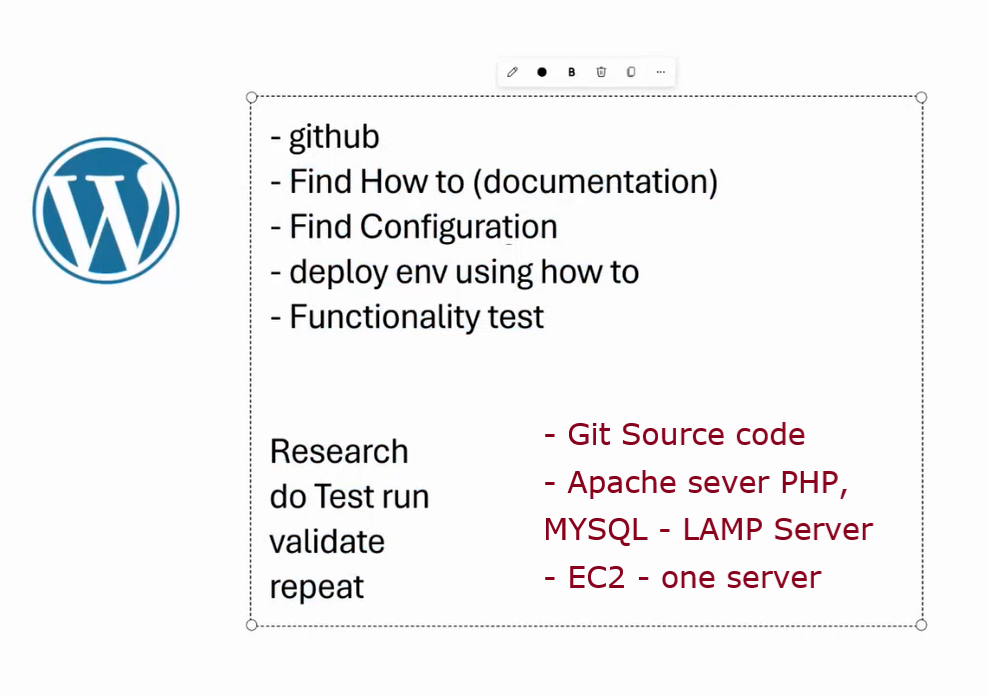 B
- github
- Find How to (documentation)
- Find Configuration
- deploy env using how to
- Functionality test
Research
do Test run
validate
repeat
- Git Source code
- Apache sever PHP,
MYSQL - LAMP Server
- EC2 - one server